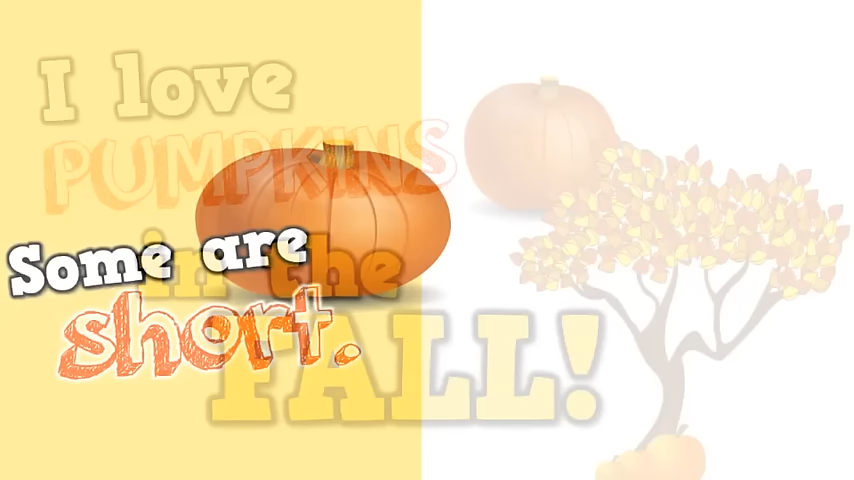 I love
PUMPKINS
in the
FALL!
Some are
short.